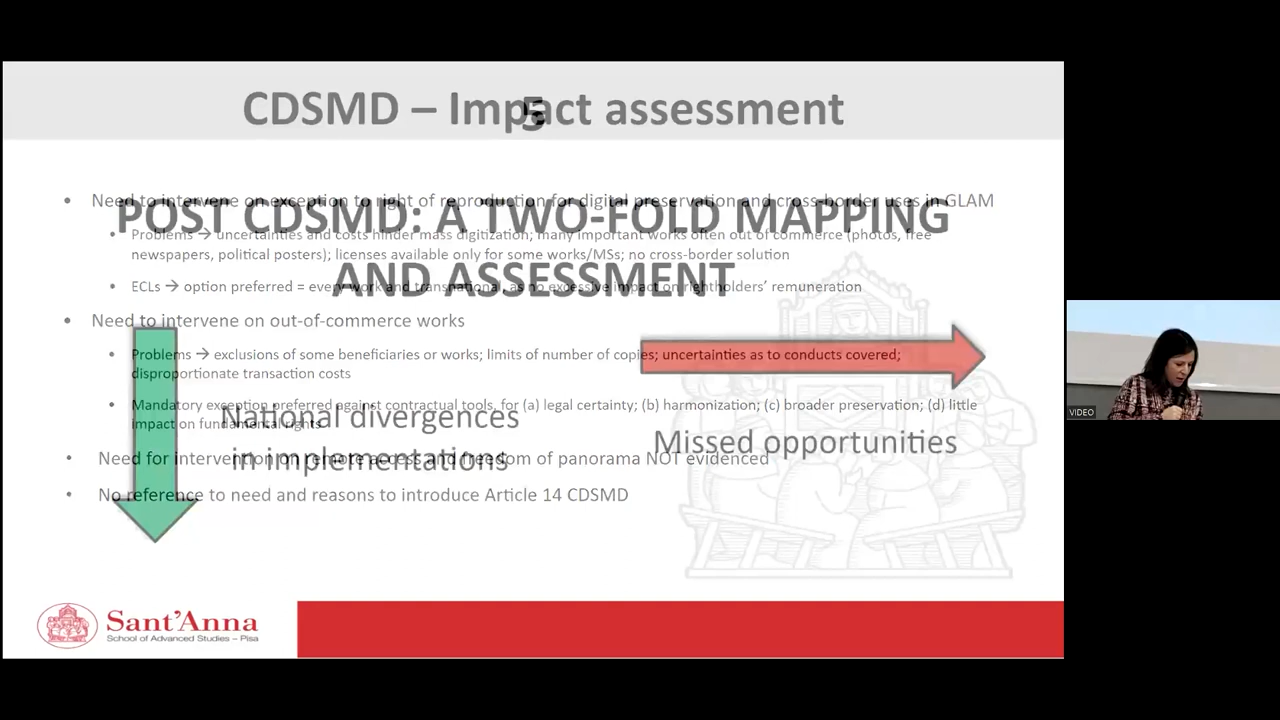 CDSMD – Impact assessment
5
• Need to intervene on exception to right of reproduction for digital preservation and cross-border uses in GLAM
POST CDSMD: A TWO-FOLD MAPPING
• Problems → uncertainties and costs hinder mass digitization; many important works often out of commerce (photos, free
newspapers, political posters); licenses available only for some works/MSs; no cross-border solution
AND ASSESSMENT
• ECLs → option preferred = every work and transnational, as no excessive impact on rightholders' remuneration
• Need to intervene on out-of-commerce works
• Problems → exclusions of some beneficiaries or works; limits of number of copies; uncertainties as to conducts covered;
disproportionate transaction costs
• Mandatory exception preferred against contractual tools, for (a) legal certainty; (b) harmonization; (c) broader preservation; (d) little
impact on fundamental rights
National divergences
in implementations
Missed opportunities
• Need for intervention on remote access and freedom of panorama NOT evidenced
• No reference to need and reasons to introduce Article 14 CDSMD
Sant'Anna
School of Advanced Studies – Pisa
VIDEO